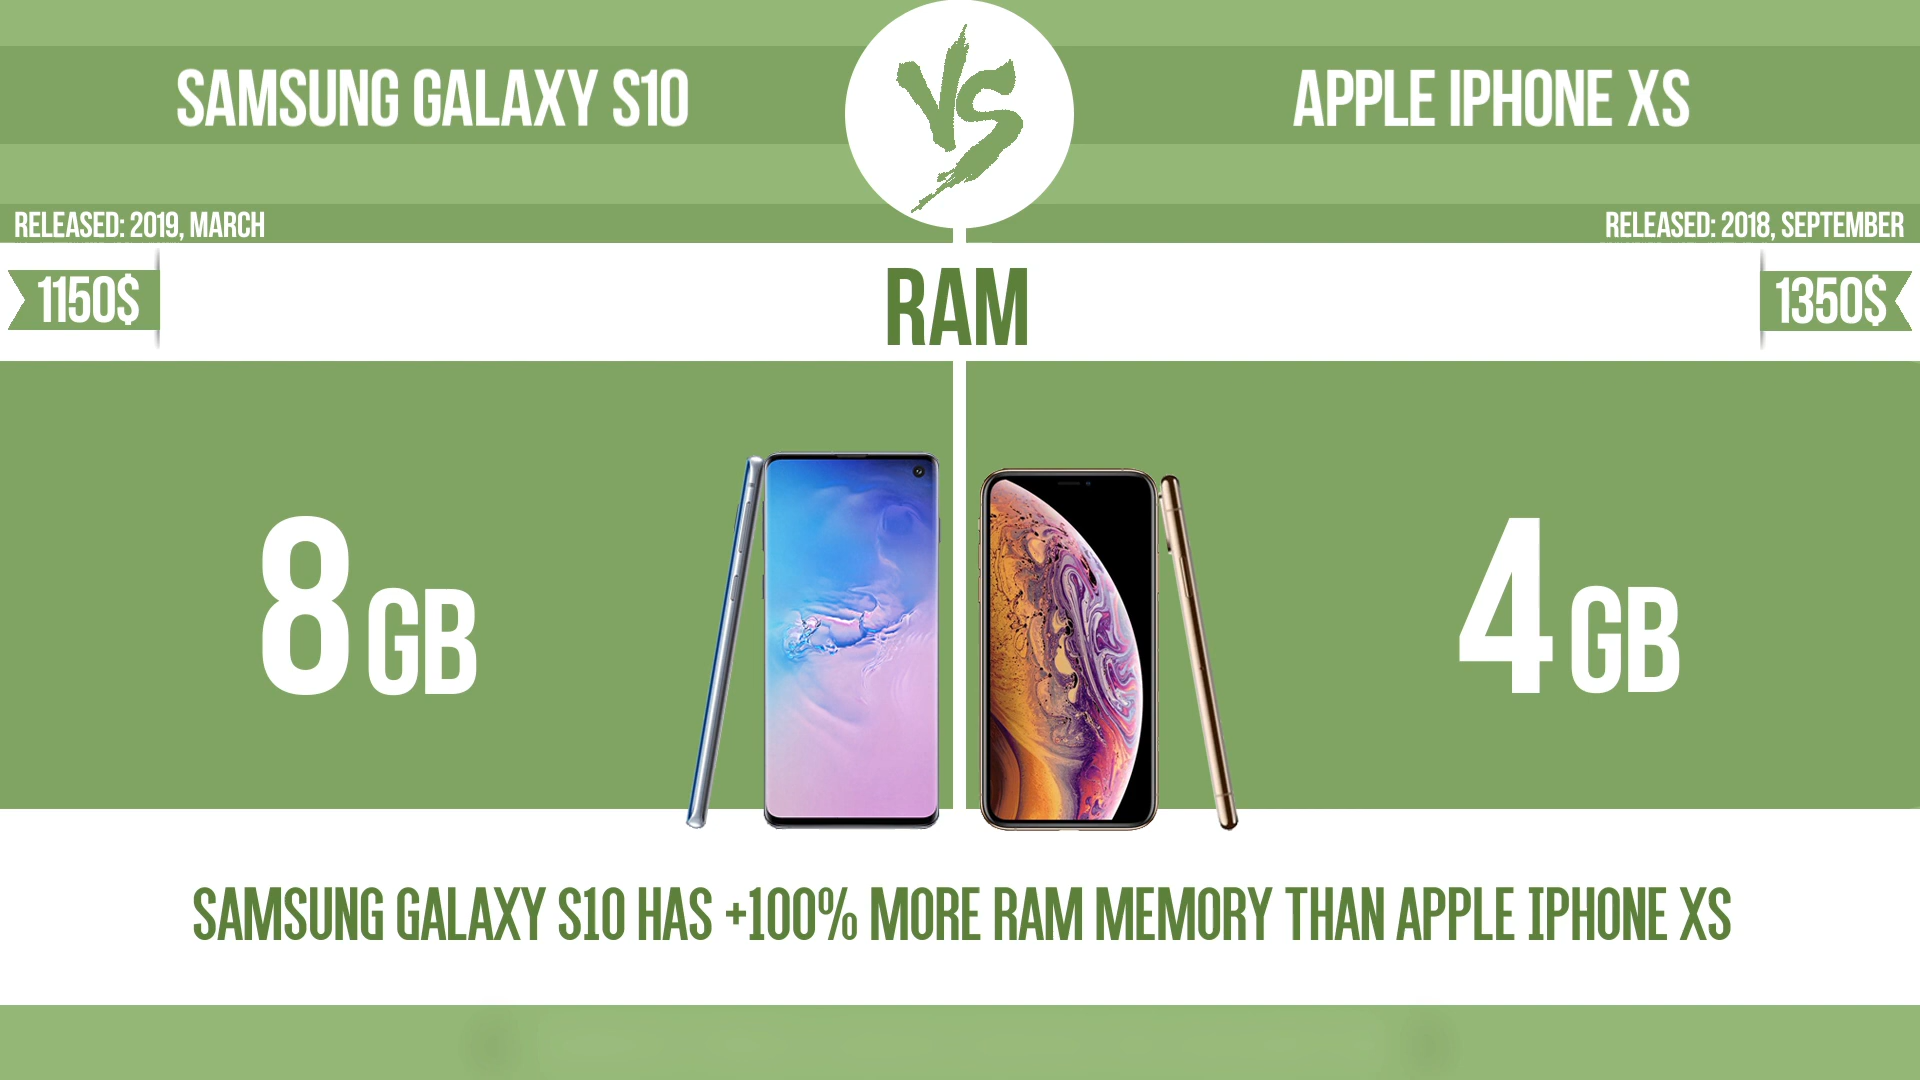 SAMSUNG GALAXY S10
VS
APPLE IPHONE XS
RELEASED: 2019, MARCH
RELEASED: 2018, SEPTEMBER
1150$
RAM
1350$
8 GB
4 GB
SAMSUNG GALAXY S10 HAS +100% MORE RAM MEMORY THAN APPLE IPHONE XS